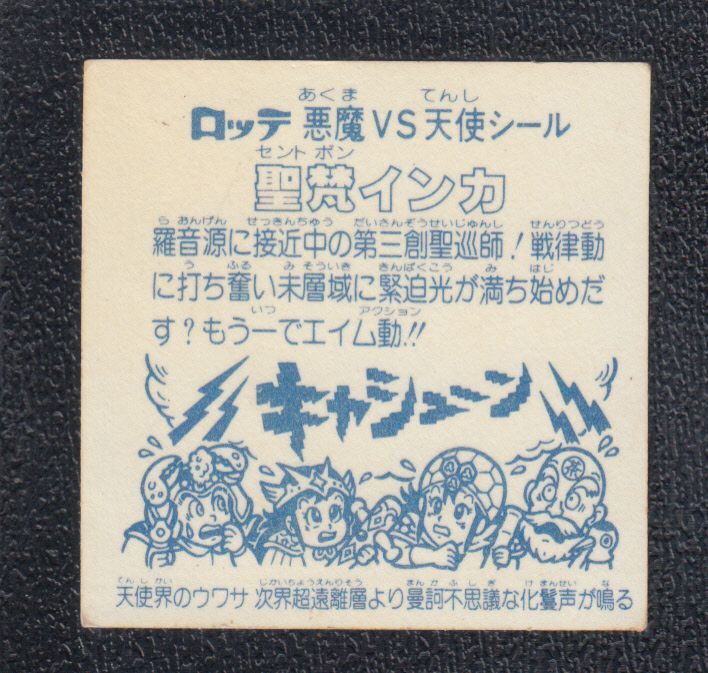 あくま てんし
ロッテ 悪魔VS天使シール
セントボン
聖梵インカ
らおんげん せっきんちゅう だいさんぞうせいじゅんし せんりつどう
羅音源に接近中の第三創聖巡師！戦律動
う ふる みそういき きんぱくこう み はじ
に打ち奮い未層域に緊迫光が満ち始めだ
いつ アクション
す？もう一でエイム動!!
キャシューン
茶
てんしかい じかいちょうえんりそう まんかふしぎ けまんせい な
天使界のウワサ 次界超遠離層より曼訶不思議な化鬘声が鳴る